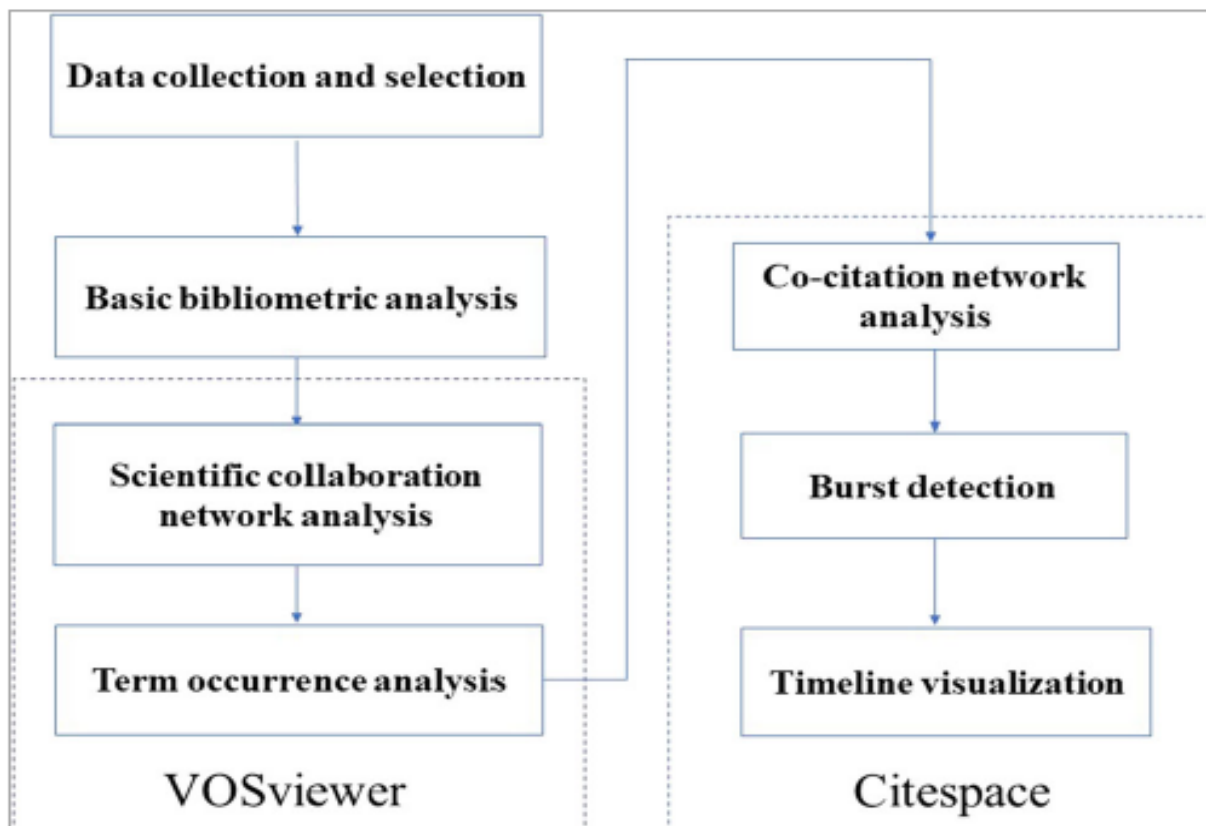 Data collection and selection
Basic bibliometric analysis
Scientific collaboration
network analysis
Term occurrence analysis
VOSviewer
Co-citation network
analysis
Burst detection
Timeline visualization
Citespace